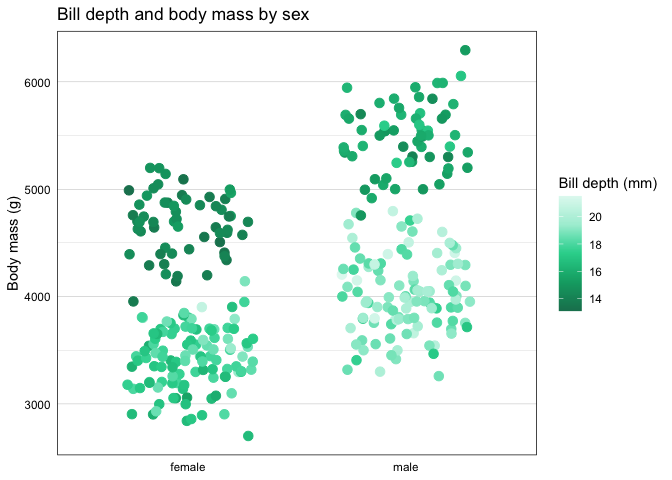 Bill depth and body mass by sex
6000
5000
4000
3000
Body mass (g)
female
male
Bill depth (mm)
20
18
16
14